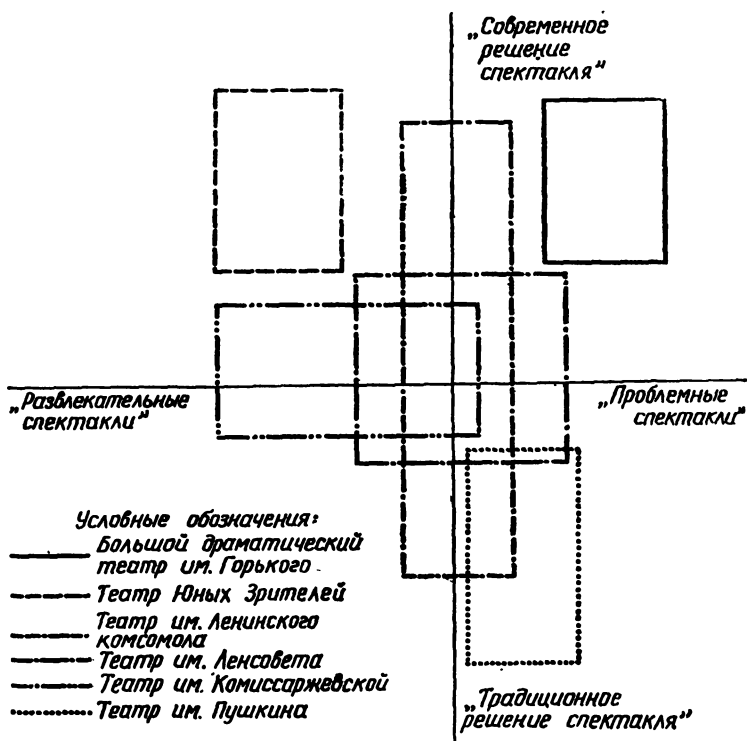 „Современное
решение
спектакля“
„Развлекательные
спектакли“
„Проблемные
спектакли“
Условные обозначения:
Большой драматический
театр им. Горького
Театр Юных Зрителей
Театр им. Ленинского
комсомола
Театр им. Ленсовета
Театр им. Комиссаржевской
Театр им. Пушкина
„Традиционное
решение спектакля“